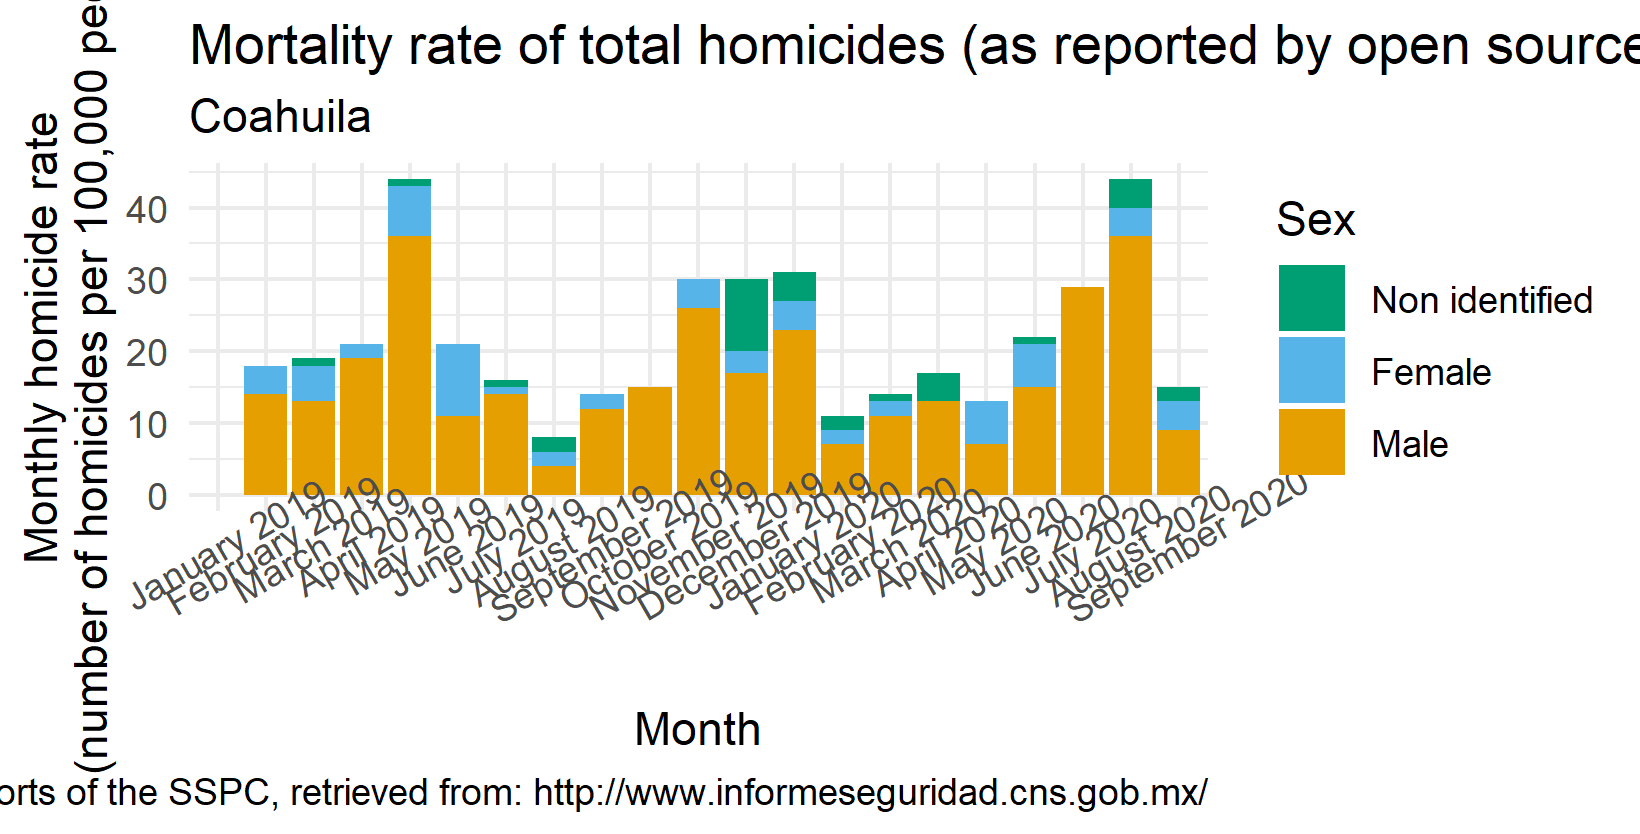 Mortality rate of total homicides (as reported by open source
Coahuila
Monthly homicide rate
(number of homicides per 100,000 pe
40
30
20
10
0
January 2019
February 2019
March 2019
April 2019
May 2019
June 2019
July 2019
August 2019
September 2019
October 2019
November 2019
December 2019
January 2020
February 2020
March 2020
April 2020
May 2020
June 2020
July 2020
August 2020
September 2020
Month
Sex
Non identified
Female
Male
orts of the SSPC, retrieved from: http://www.informeseguridad.cns.gob.mx/